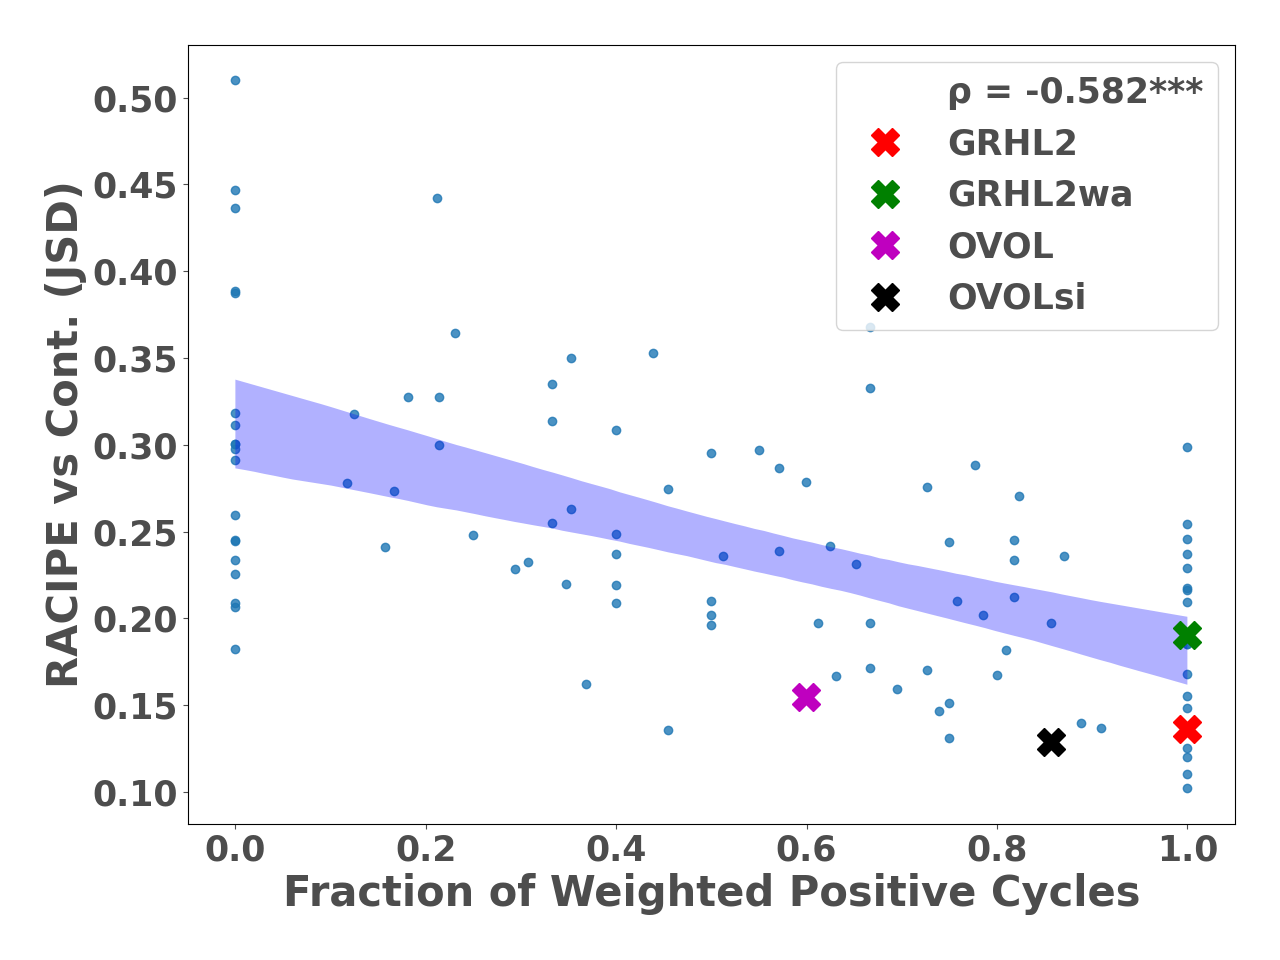 ρ = -0.582***
GRHL2
GRHL2wa
OVOL
OVOLsi
RACIPE vs Cont. (JSD)
0.50
0.45
0.40
0.35
0.30
0.25
0.20
0.15
0.10
0.0 0.2 0.4 0.6 0.8 1.0
Fraction of Weighted Positive Cycles